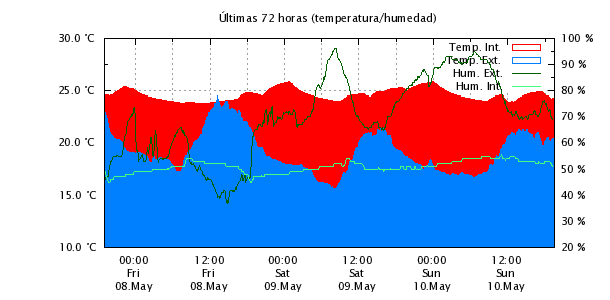 Últimas 72 horas (temperatura/humedad)
30.0 °C
25.0 °C
20.0 °C
15.0 °C
10.0 °C
100 %
90 %
80 %
70 %
60 %
50 %
40 %
30 %
20 %
Temp. Int.
Temp. Ext.
Hum. Ext.
Hum. Int.
00:00 12:00 00:00 12:00 00:00 12:00
Fri Fri Sat Sat Sun Sun
08.May 08.May 09.May 09.May 10.May 10.May